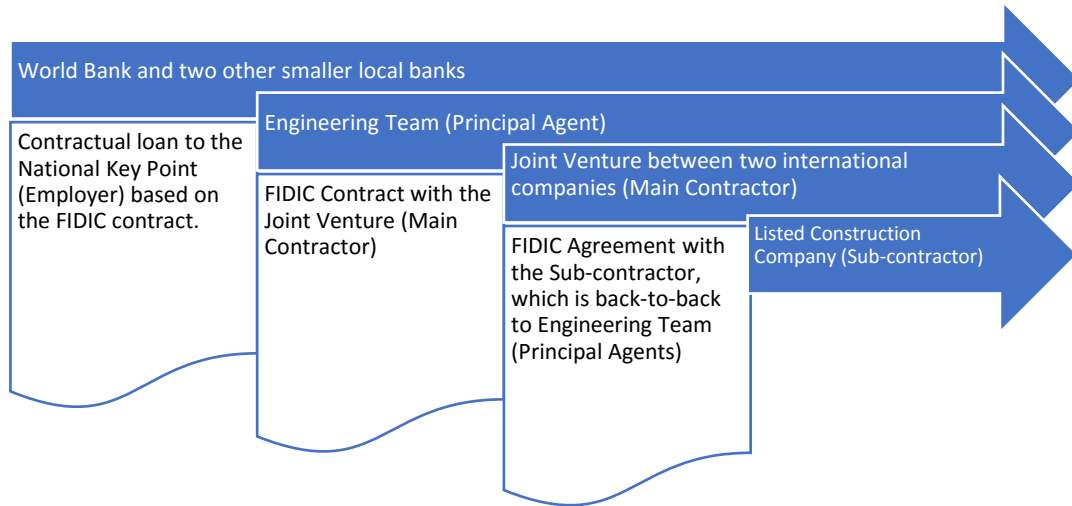 World Bank and two other smaller local banks
Contractual loan to the
National Key Point
(Employer) based on
the FIDIC contract.
Engineering Team (Principal Agent)
FIDIC Contract with the
Joint Venture (Main
Contractor)
Joint Venture between two international
companies (Main Contractor)
FIDIC Agreement with
the Sub-contractor,
which is back-to-back
to Engineering Team
(Principal Agents)
Listed Construction
Company (Sub-contractor)